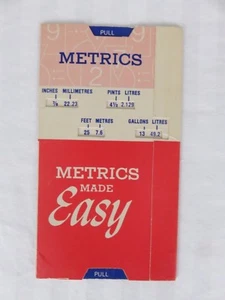 PULL
METRICS
INCHES MILLIMETRES PINTS LITRES
⅞ 22.23 4½ 2.129
FEET METRES GALLONS LITRES
25 7.6 13 49.2
METRICS
MADE
Easy
PULL